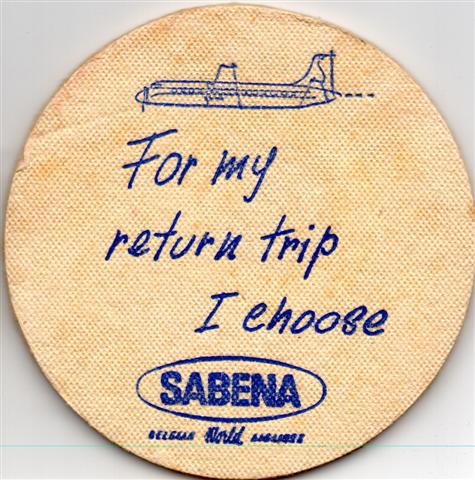 For my
return trip
I choose
SABENA
BELGIAN World AIRLINES